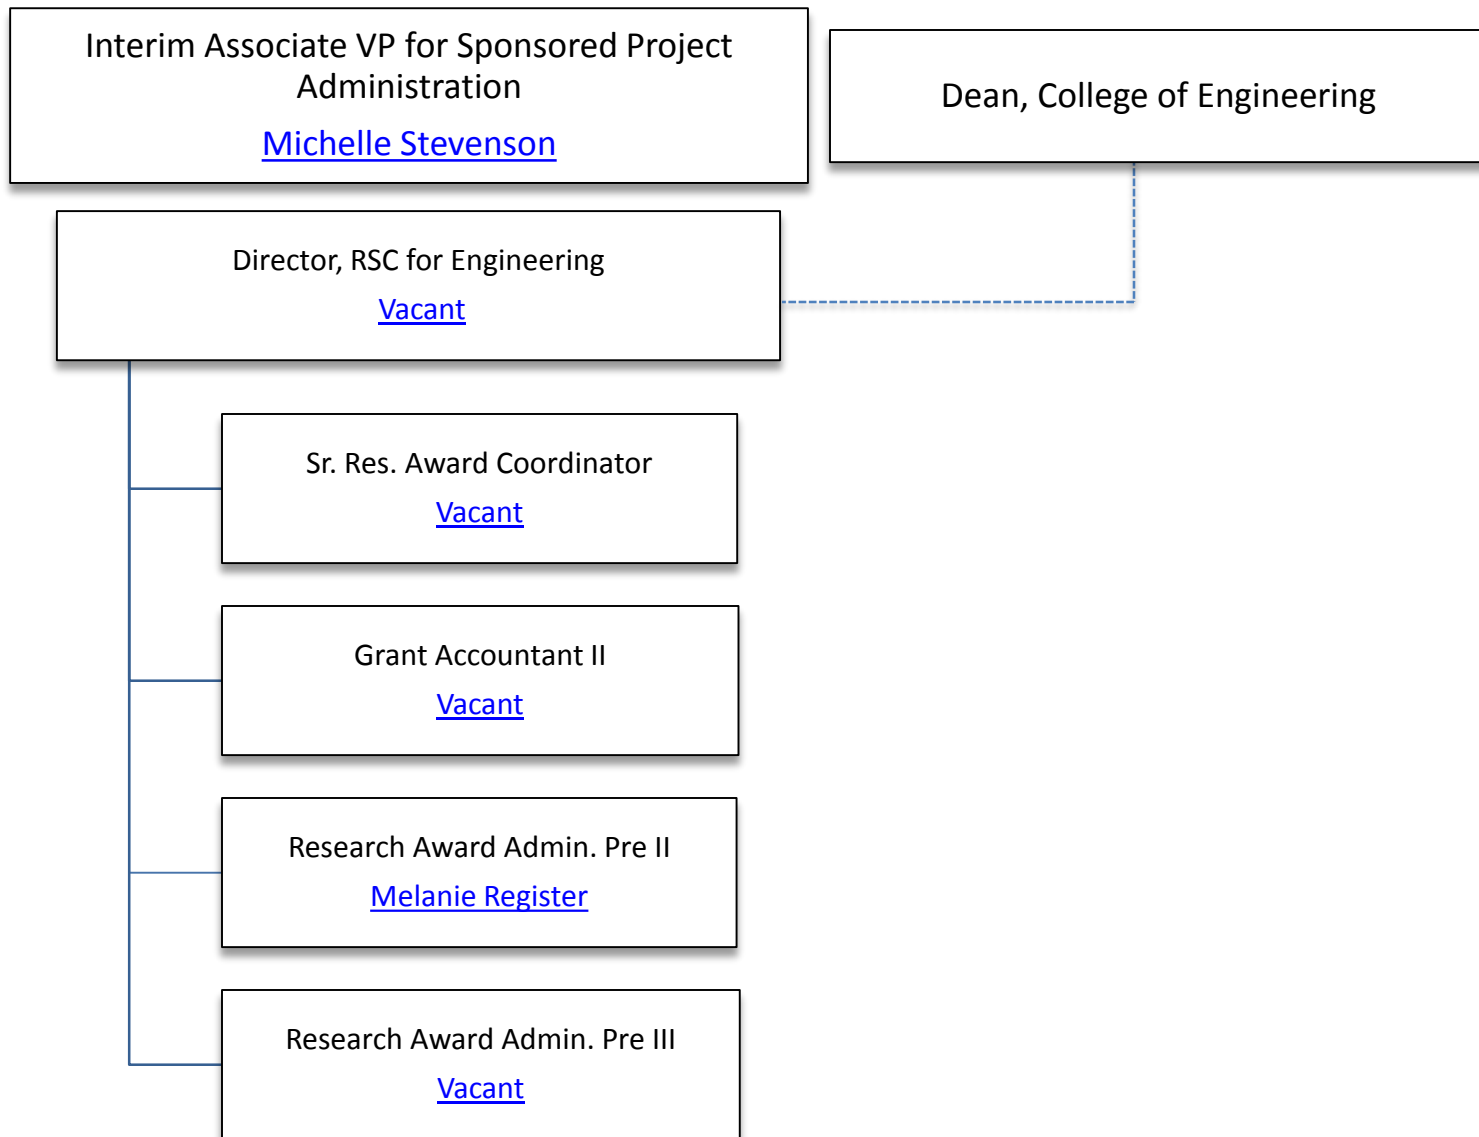 Interim Associate VP for Sponsored Project
Administration
Michelle Stevenson
Dean, College of Engineering
Director, RSC for Engineering
Vacant
Sr. Res. Award Coordinator
Vacant
Grant Accountant II
Vacant
Research Award Admin. Pre II
Melanie Register
Research Award Admin. Pre III
Vacant